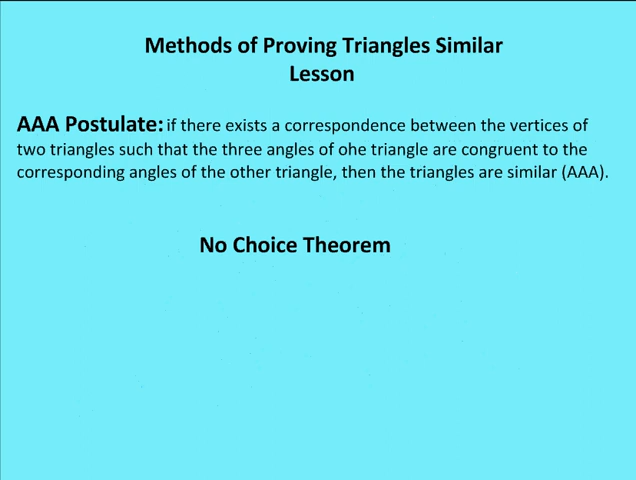 Methods of Proving Triangles Similar
Lesson
AAA Postulate: if there exists a correspondence between the vertices of
two triangles such that the three angles of ohe triangle are congruent to the
corresponding angles of the other triangle, then the triangles are similar (AAA).
No Choice Theorem